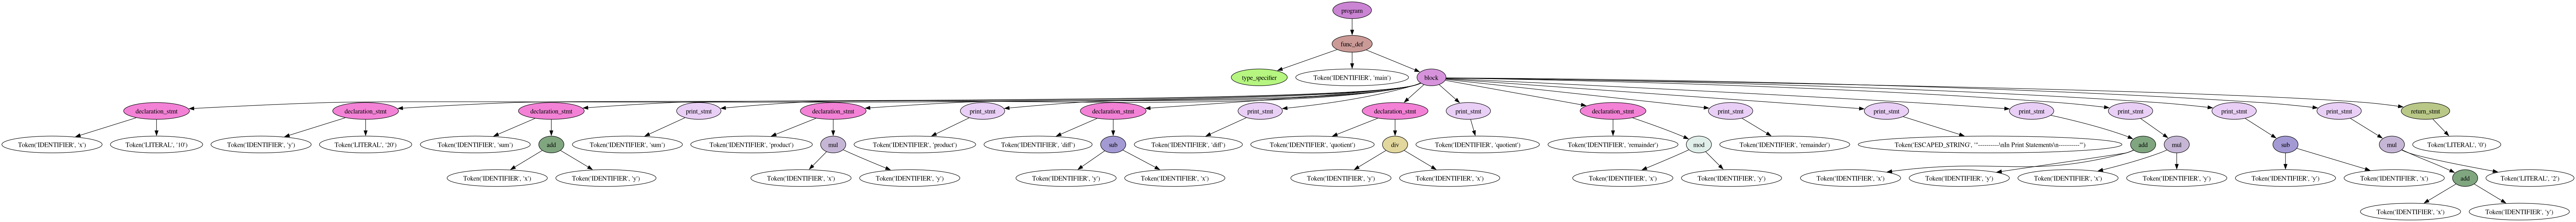 program
func_def
type_specifier
Token('IDENTIFIER', 'main')
block
declaration_stmt
declaration_stmt
declaration_stmt
print_stmt
declaration_stmt
print_stmt
declaration_stmt
print_stmt
declaration_stmt
print_stmt
declaration_stmt
print_stmt
print_stmt
print_stmt
print_stmt
print_stmt
print_stmt
return_stmt
Token('IDENTIFIER', 'x')
Token('LITERAL', '10')
Token('IDENTIFIER', 'y')
Token('LITERAL', '20')
Token('IDENTIFIER', 'sum')
add
Token('IDENTIFIER', 'sum')
Token('IDENTIFIER', 'product')
mul
Token('IDENTIFIER', 'product')
Token('IDENTIFIER', 'diff')
sub
Token('IDENTIFIER', 'diff')
Token('IDENTIFIER', 'quotient')
div
Token('IDENTIFIER', 'quotient')
Token('IDENTIFIER', 'remainder')
mod
Token('IDENTIFIER', 'remainder')
Token('ESCAPED_STRING', '"-----------\nIn Print Statements\n-----------"')
add
mul
sub
mul
Token('LITERAL', '0')
Token('IDENTIFIER', 'x')
Token('IDENTIFIER', 'y')
Token('IDENTIFIER', 'x')
Token('IDENTIFIER', 'y')
Token('IDENTIFIER', 'y')
Token('IDENTIFIER', 'x')
Token('IDENTIFIER', 'y')
Token('IDENTIFIER', 'x')
Token('IDENTIFIER', 'x')
Token('IDENTIFIER', 'y')
Token('IDENTIFIER', 'x')
Token('IDENTIFIER', 'y')
Token('IDENTIFIER', 'x')
Token('IDENTIFIER', 'y')
Token('IDENTIFIER', 'y')
Token('IDENTIFIER', 'x')
add
Token('LITERAL', '2')
Token('IDENTIFIER', 'x')
Token('IDENTIFIER', 'y')